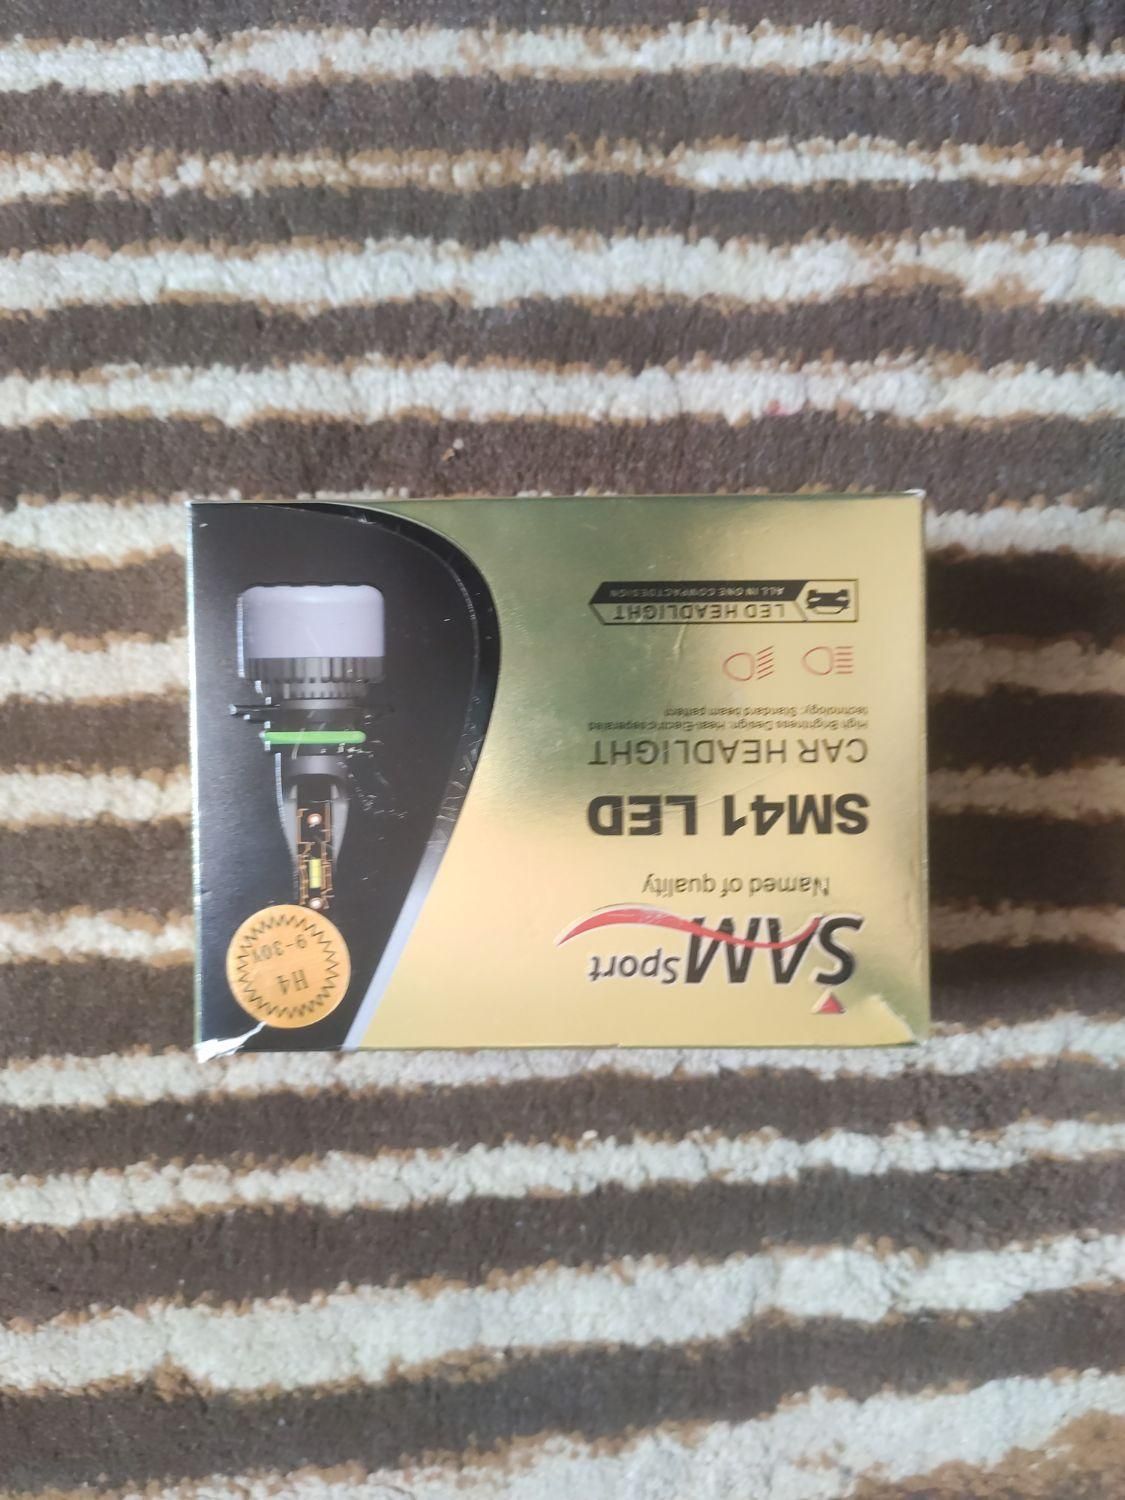 SAM Sport
Named of quality
SM41 LED
CAR HEADLIGHT
High Brightness Design: Heat-Electric seperated
technology: Standard beam pattern
LED HEADLIGHT
ALL IN ONE COMPACT DESIGN
H4
9-30V